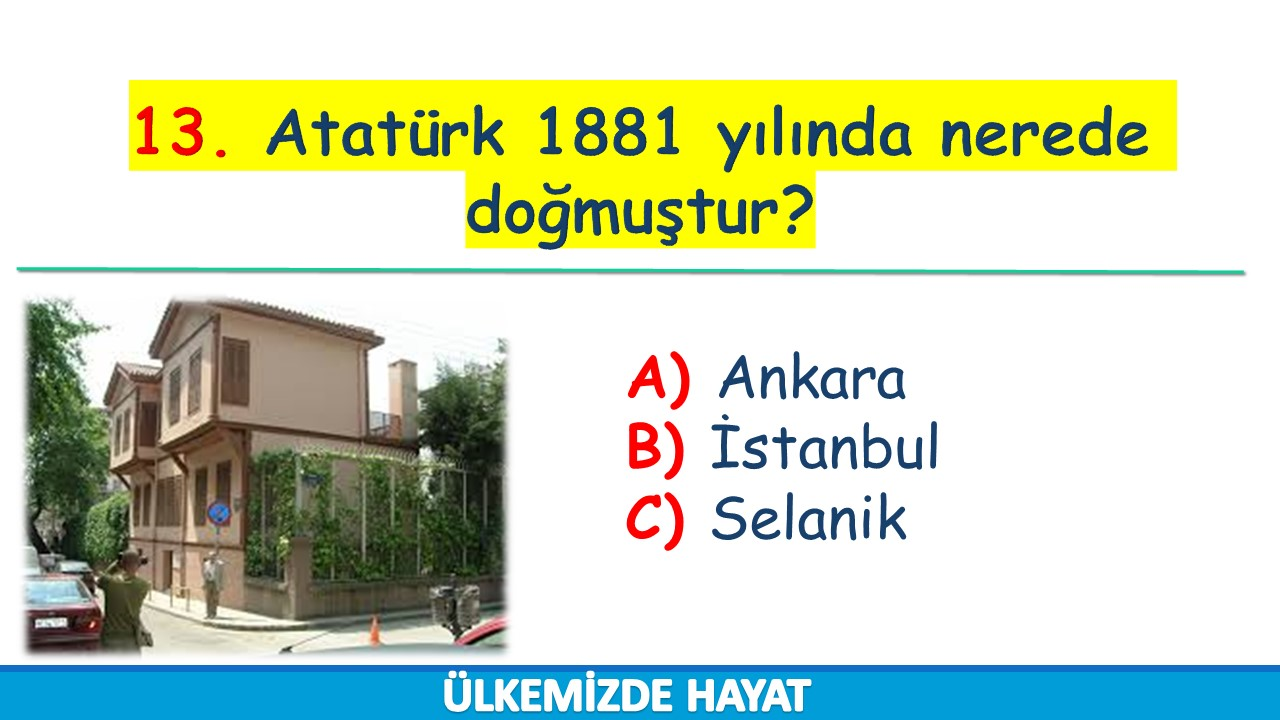 13. Atatürk 1881 yılında nerede
doğmuştur?
A) Ankara
B) İstanbul
C) Selanik
ÜLKEMİZDE HAYAT